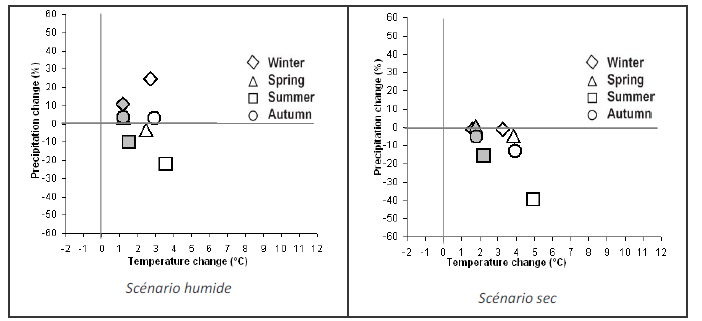 60
50
40
30
20
10
0
-10
-20
-30
-40
-50
-60
Precipitation change (%)
Winter
Spring
Summer
Autumn
-2 -1 0 1 2 3 4 5 6 7 8 9 10 11 12
Temperature change (°C)
Scénario humide
60
50
40
30
20
10
0
-10
-20
-30
-40
-50
-60
Precipitation change (%)
Winter
Spring
Summer
Autumn
-2 -1 0 1 2 3 4 5 6 7 8 9 10 11 12
Temperature change (°C)
Scénario sec